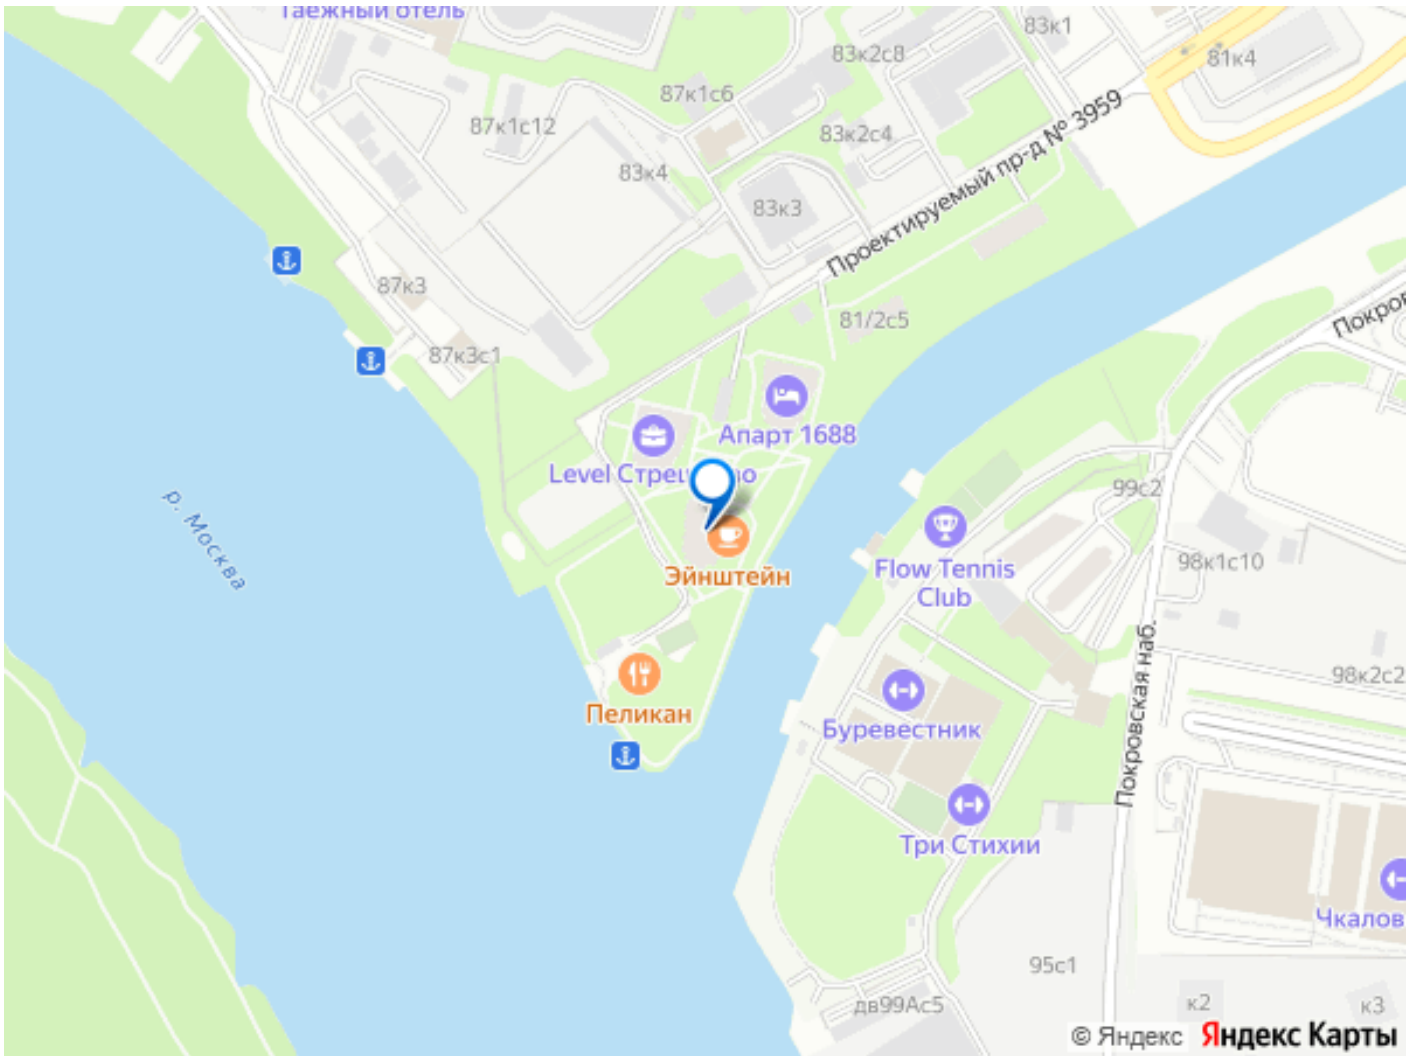 Таежный отель
83к1
83к2с8
81к4
87к1с6
87к1с12
83к2с4
Проектируемый пр-д № 3959
83к4
83к3
87к3
81/2с5
Покров
87к3с1
Апарт 1688
Level
р. Москва
99с2
Flow Tennis
Club
98к1с10
Эйнштейн
Покровская наб.
98к2с2
Пеликан
Буревестник
Три Стихии
Чкалов
95с1
дв99Ас5
к2
к3
© Яндекс Яндекс Карты